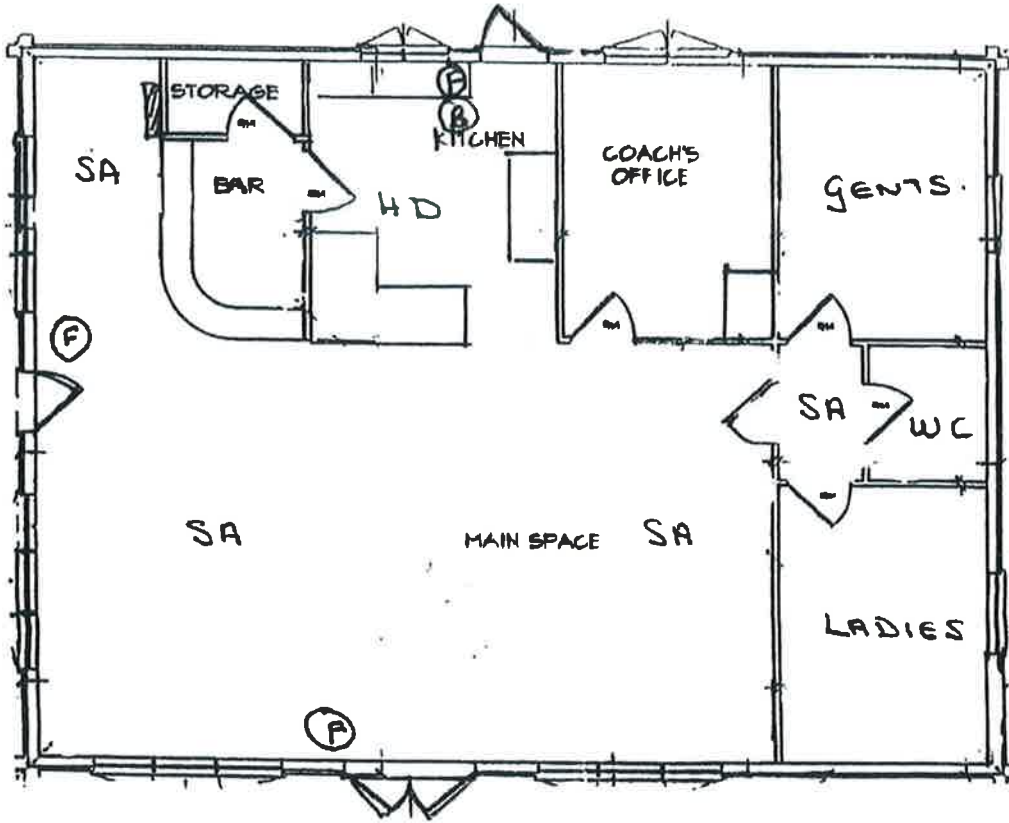 STORAGE
F
B
KITCHEN
SA
BAR
HD
COACH'S
OFFICE
GENTS.
F
SA
WC
SA
MAIN SPACE
SA
LADIES
F